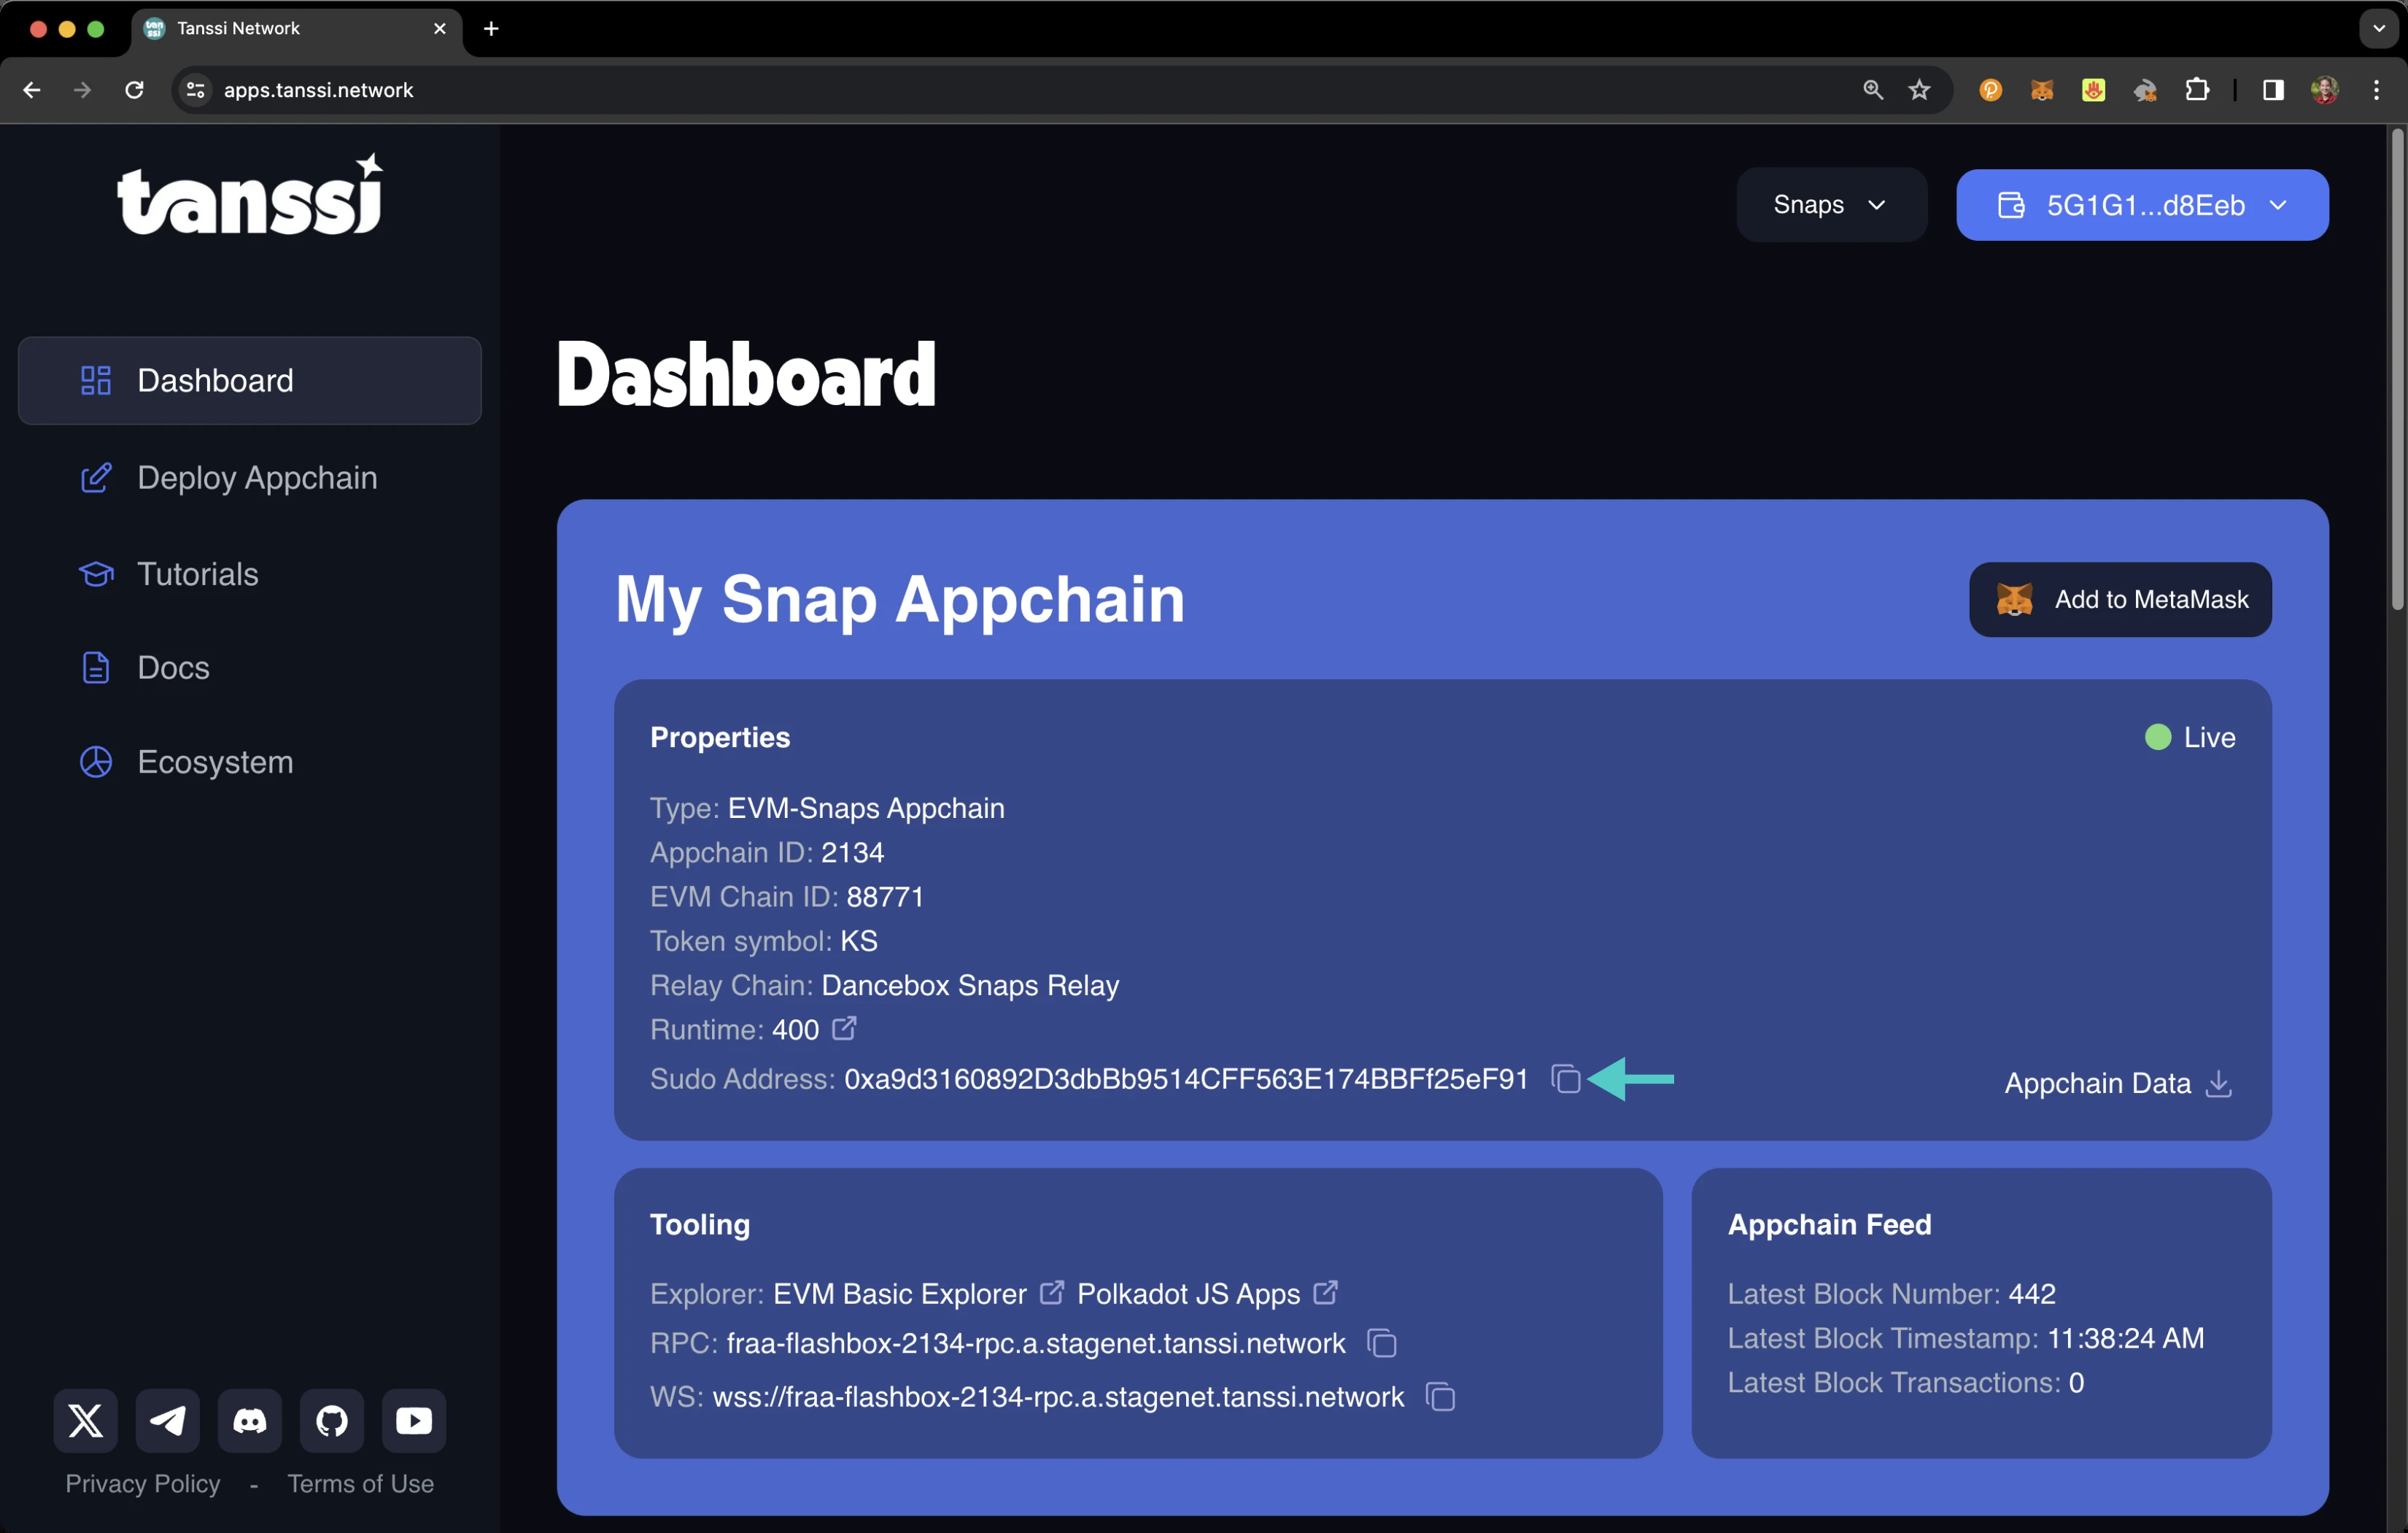 Tanssi Network
apps.tanssi.network
tanssi
Snaps
5G1G1...d8Eeb
Dashboard
Deploy Appchain
Tutorials
Docs
Ecosystem
Dashboard
My Snap Appchain
Add to MetaMask
Properties
Live
Type: EVM-Snaps Appchain
Appchain ID: 2134
EVM Chain ID: 88771
Token symbol: KS
Relay Chain: Dancebox Snaps Relay
Runtime: 400
Sudo Address: 0xa9d3160892D3dbBb9514CFF563E174BBFf25eF91
Appchain Data
Tooling
Explorer: EVM Basic Explorer Polkadot JS Apps
RPC: fraa-flashbox-2134-rpc.a.stagenet.tanssi.network
WS: wss://fraa-flashbox-2134-rpc.a.stagenet.tanssi.network
Appchain Feed
Latest Block Number: 442
Latest Block Timestamp: 11:38:24 AM
Latest Block Transactions: 0
Privacy Policy - Terms of Use